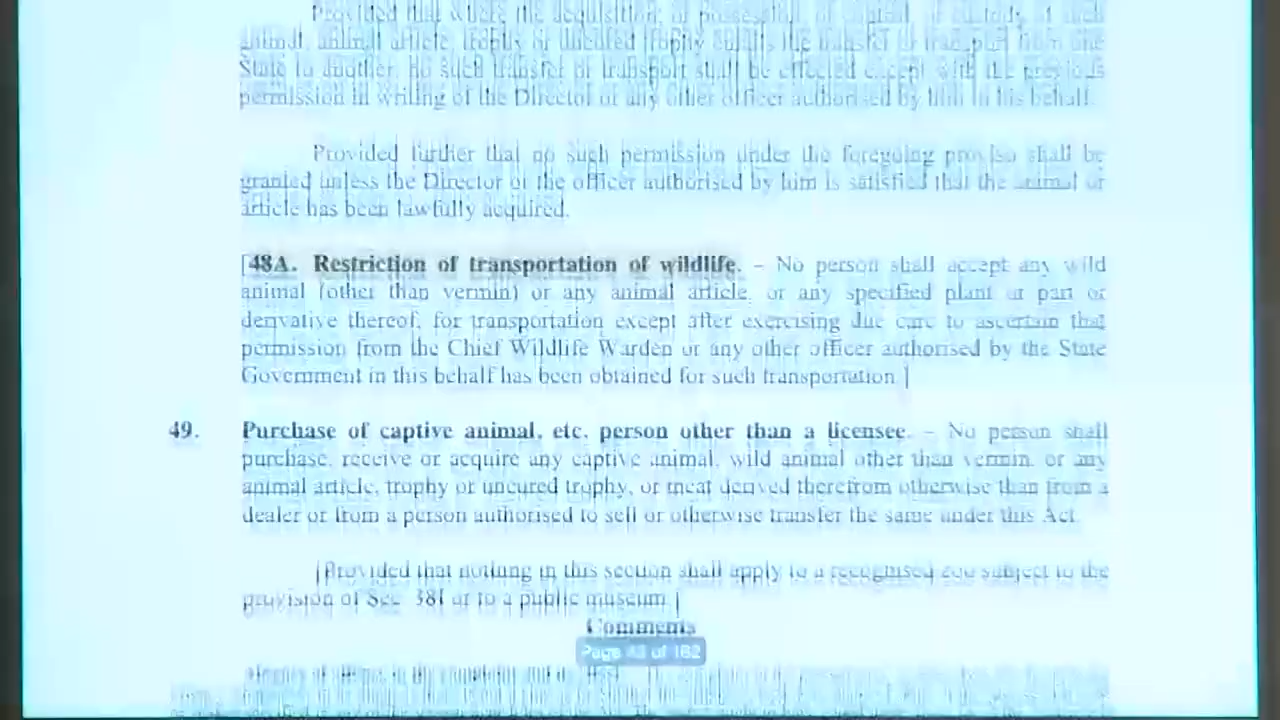 Provided that where the acquisition, or possession, or control, or custody of such
animal, animal article, trophy or uncured trophy entails the transfer or transport from one
State to another, no such transfer or transport shall be effected except with the previous
permission in writing of the Director or any other officer authorised by him in his behalf.
Provided further that no such permission under the foregoing proviso shall be
granted unless the Director or the officer authorised by him is satisfied that the animal or
article has been lawfully acquired.
[48A. Restriction of transportation of wildlife. – No person shall accept any wild
animal (other than vermin) or any animal article, or any specified plant or part or
derivative thereof, for transportation except after exercising due care to ascertain that
permission from the Chief Wildlife Warden or any other officer authorised by the State
Government in this behalf has been obtained for such transportation.]
49. Purchase of captive animal, etc. person other than a licensee. – No person shall
purchase, receive or acquire any captive animal, wild animal other than vermin, or any
animal article, trophy or uncured trophy, or meat derived therefrom otherwise than from a
dealer or from a person authorised to sell or otherwise transfer the same under this Act.
[Provided that nothing in this section shall apply to a recognised zoo subject to the
provision of Sec. 38I or to a public museum.]
Comments
of 162